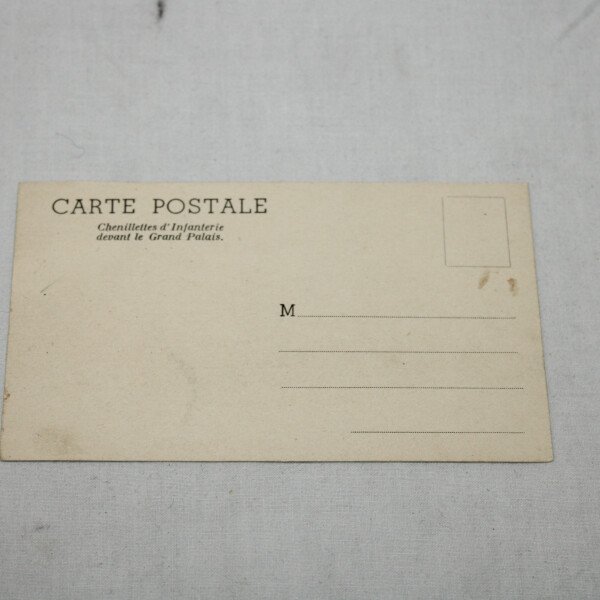 CARTE POSTALE
Chenillettes d'Infanterie
devant le Grand Palais.
M